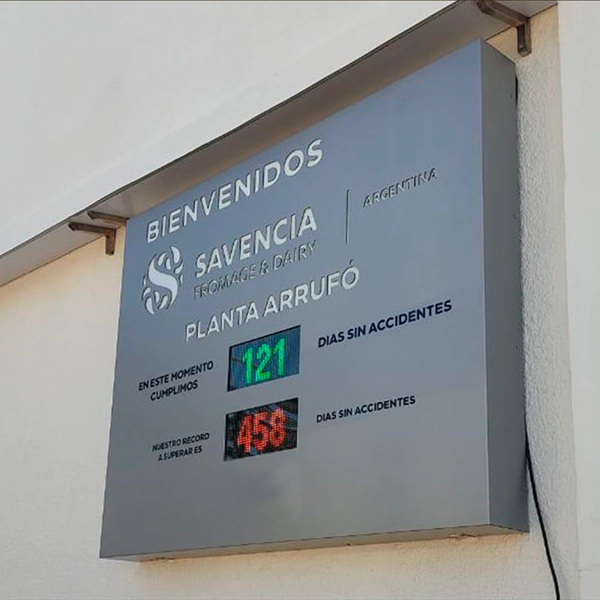 BIENVENIDOS
SAVENCIA
FROMAGE & DAIRY
ARGENTINA
PLANTA ARRUFÓ
EN ESTE MOMENTO
CUMPLIMOS
121
DIAS SIN ACCIDENTES
NUESTRO RECORD
A SUPERAR ES
458
DIAS SIN ACCIDENTES